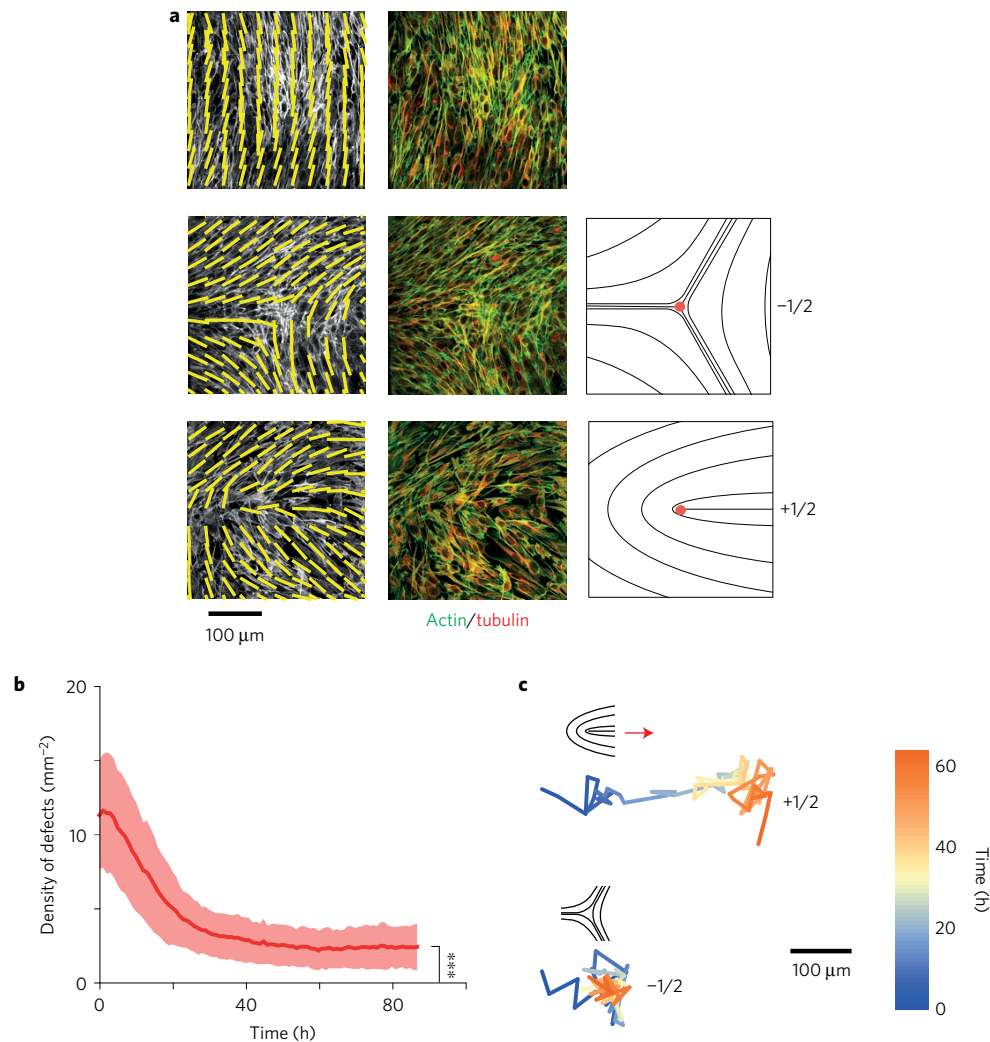 a
−1/2
+1/2
100 μm
Actin/tubulin
b
20
10
0
0
40
80
Density of defects (mm−2)
Time (h)
***
c
+1/2
−1/2
100 μm
60
40
20
0
Time (h)